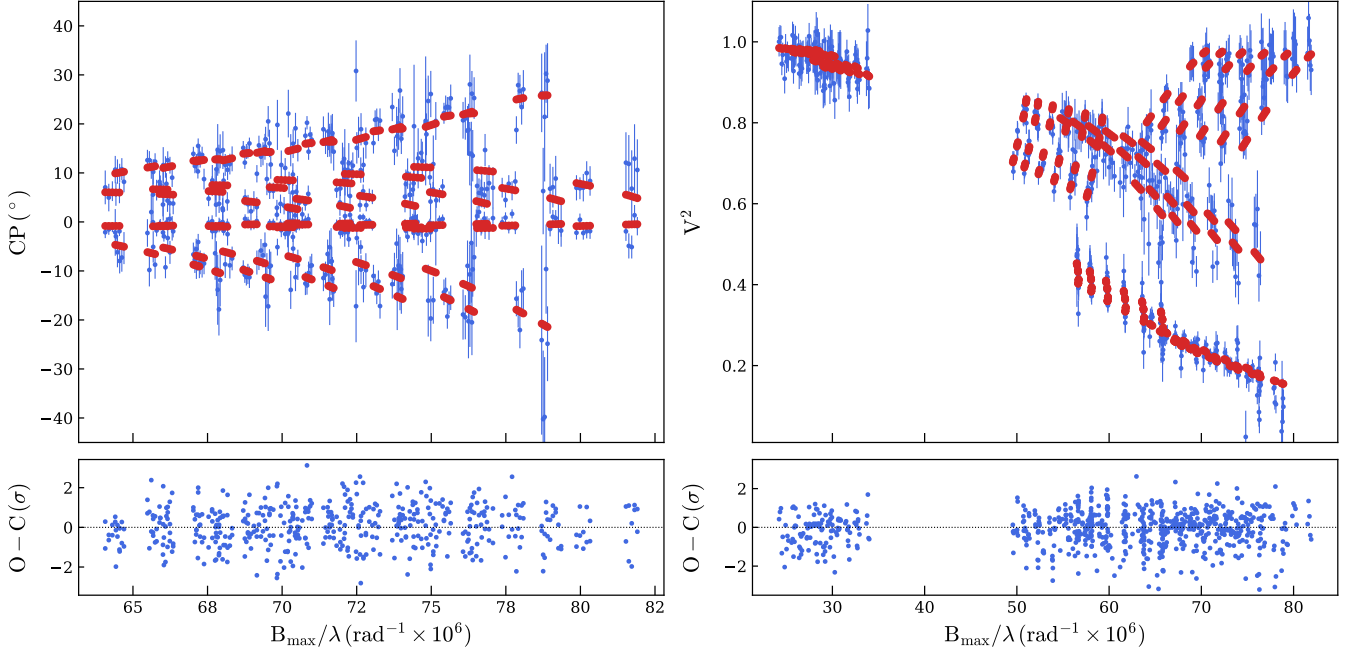 CP (°)
40
30
20
10
0
−10
−20
−30
−40
V²
1.0
0.8
0.6
0.4
0.2
O − C (σ)
2
0
−2
65 68 70 72 75 78 80 82
B_max/λ (rad⁻¹ × 10⁶)
O − C (σ)
2
0
−2
30 40 50 60 70 80
B_max/λ (rad⁻¹ × 10⁶)